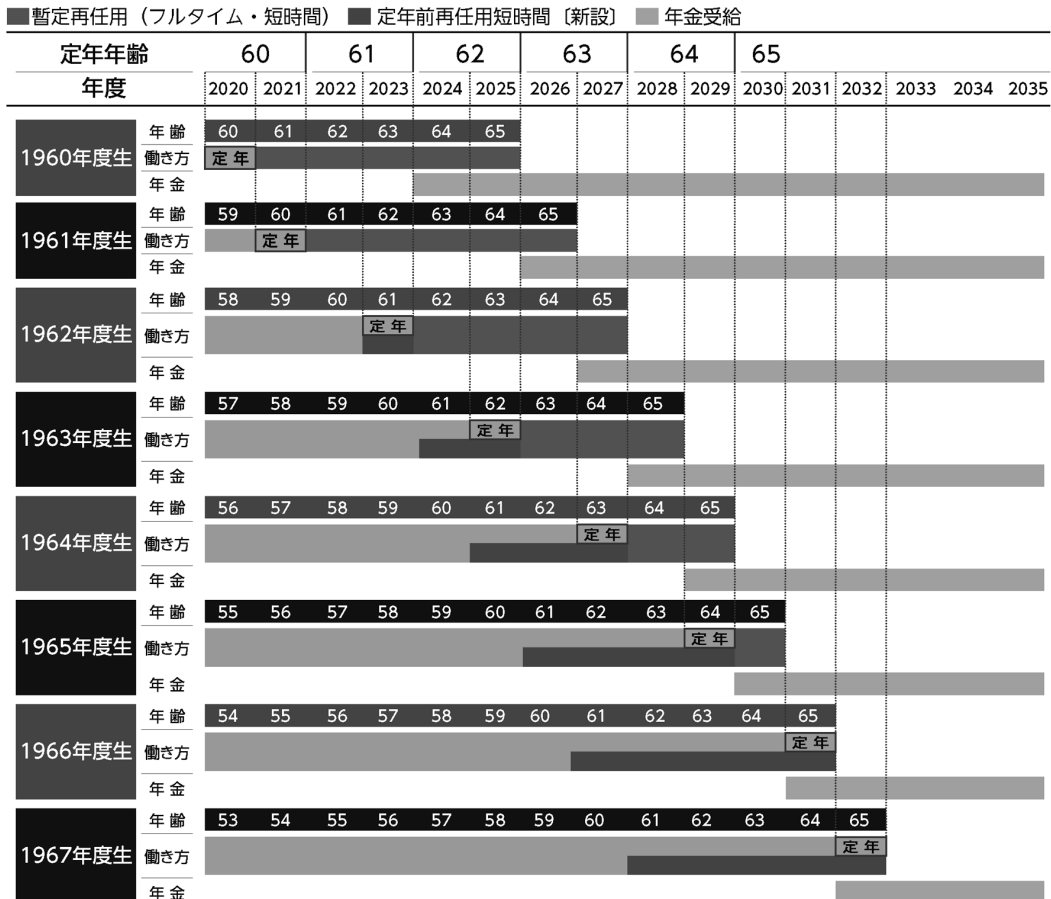 暫定再任用（フルタイム・短時間） 定年前再任用短時間〔新設〕 年金受給
定年年齢 60 61 62 63 64 65
年度 2020 2021 2022 2023 2024 2025 2026 2027 2028 2029 2030 2031 2032 2033 2034 2035
1960年度生
年齢 60 61 62 63 64 65
働き方 定年
年金
1961年度生
年齢 59 60 61 62 63 64 65
働き方 定年
年金
1962年度生
年齢 58 59 60 61 62 63 64 65
働き方 定年
年金
1963年度生
年齢 57 58 59 60 61 62 63 64 65
働き方 定年
年金
1964年度生
年齢 56 57 58 59 60 61 62 63 64 65
働き方 定年
年金
1965年度生
年齢 55 56 57 58 59 60 61 62 63 64 65
働き方 定年
年金
1966年度生
年齢 54 55 56 57 58 59 60 61 62 63 64 65
働き方 定年
年金
1967年度生
年齢 53 54 55 56 57 58 59 60 61 62 63 64 65
働き方 定年
年金